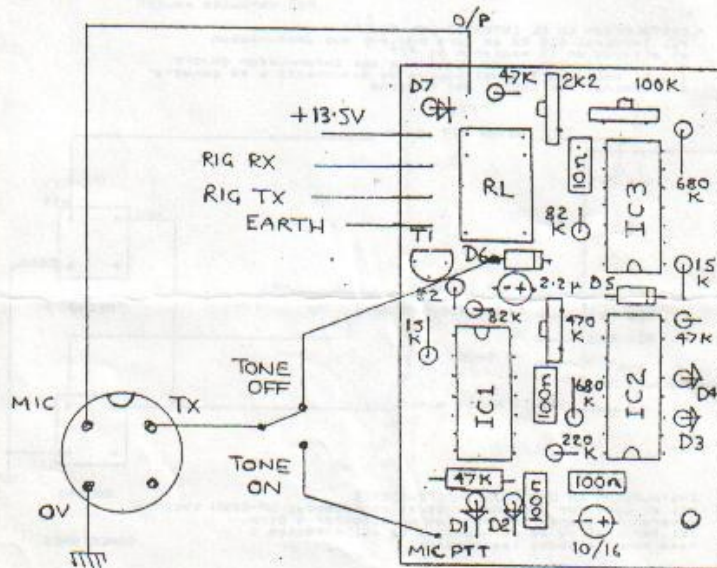 O/P
D7
47K
2K2
100K
+13.5V
RIG RX
RIG TX
EARTH
RL
10n
IC3
680
K
82
K
T1
D6
2.2µ
D5
15
K
82K
470
K
47K
15
K
TONE
OFF
MIC
TX
IC1
100n
680
K
IC2
D4
D3
220
K
TONE
ON
0V
47K
100n
100n
D1
D2
MIC PTT
10/16